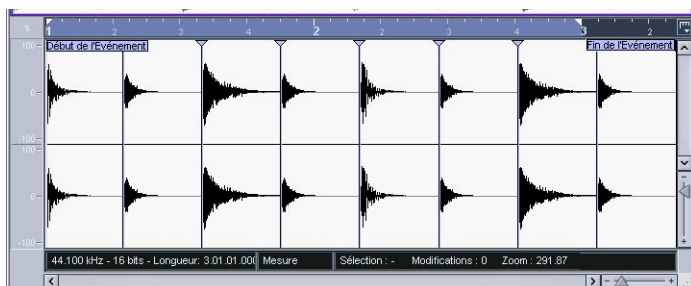 % 1 2 3 4 2 2 3 4 3 2
100 Début de l'Evénement Fin de l'Evénement
0
-100
100
0
-100
44.100 kHz - 16 bits - Longueur: 3.01.01.000 Mesure Sélection : - Modifications : 0 Zoom : 291.87